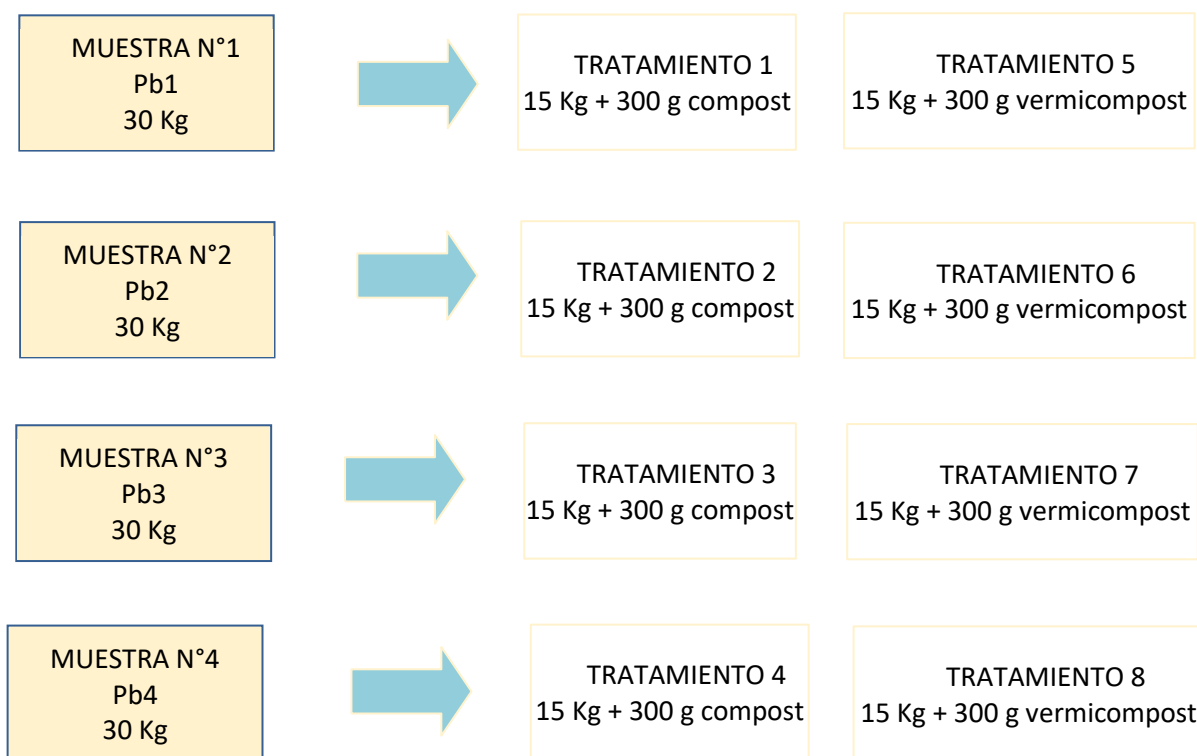 MUESTRA N°1
Pb1
30 Kg
TRATAMIENTO 1
15 Kg + 300 g compost
TRATAMIENTO 5
15 Kg + 300 g vermicompost
MUESTRA N°2
Pb2
30 Kg
TRATAMIENTO 2
15 Kg + 300 g compost
TRATAMIENTO 6
15 Kg + 300 g vermicompost
MUESTRA N°3
Pb3
30 Kg
TRATAMIENTO 3
15 Kg + 300 g compost
TRATAMIENTO 7
15 Kg + 300 g vermicompost
MUESTRA N°4
Pb4
30 Kg
TRATAMIENTO 4
15 Kg + 300 g compost
TRATAMIENTO 8
15 Kg + 300 g vermicompost